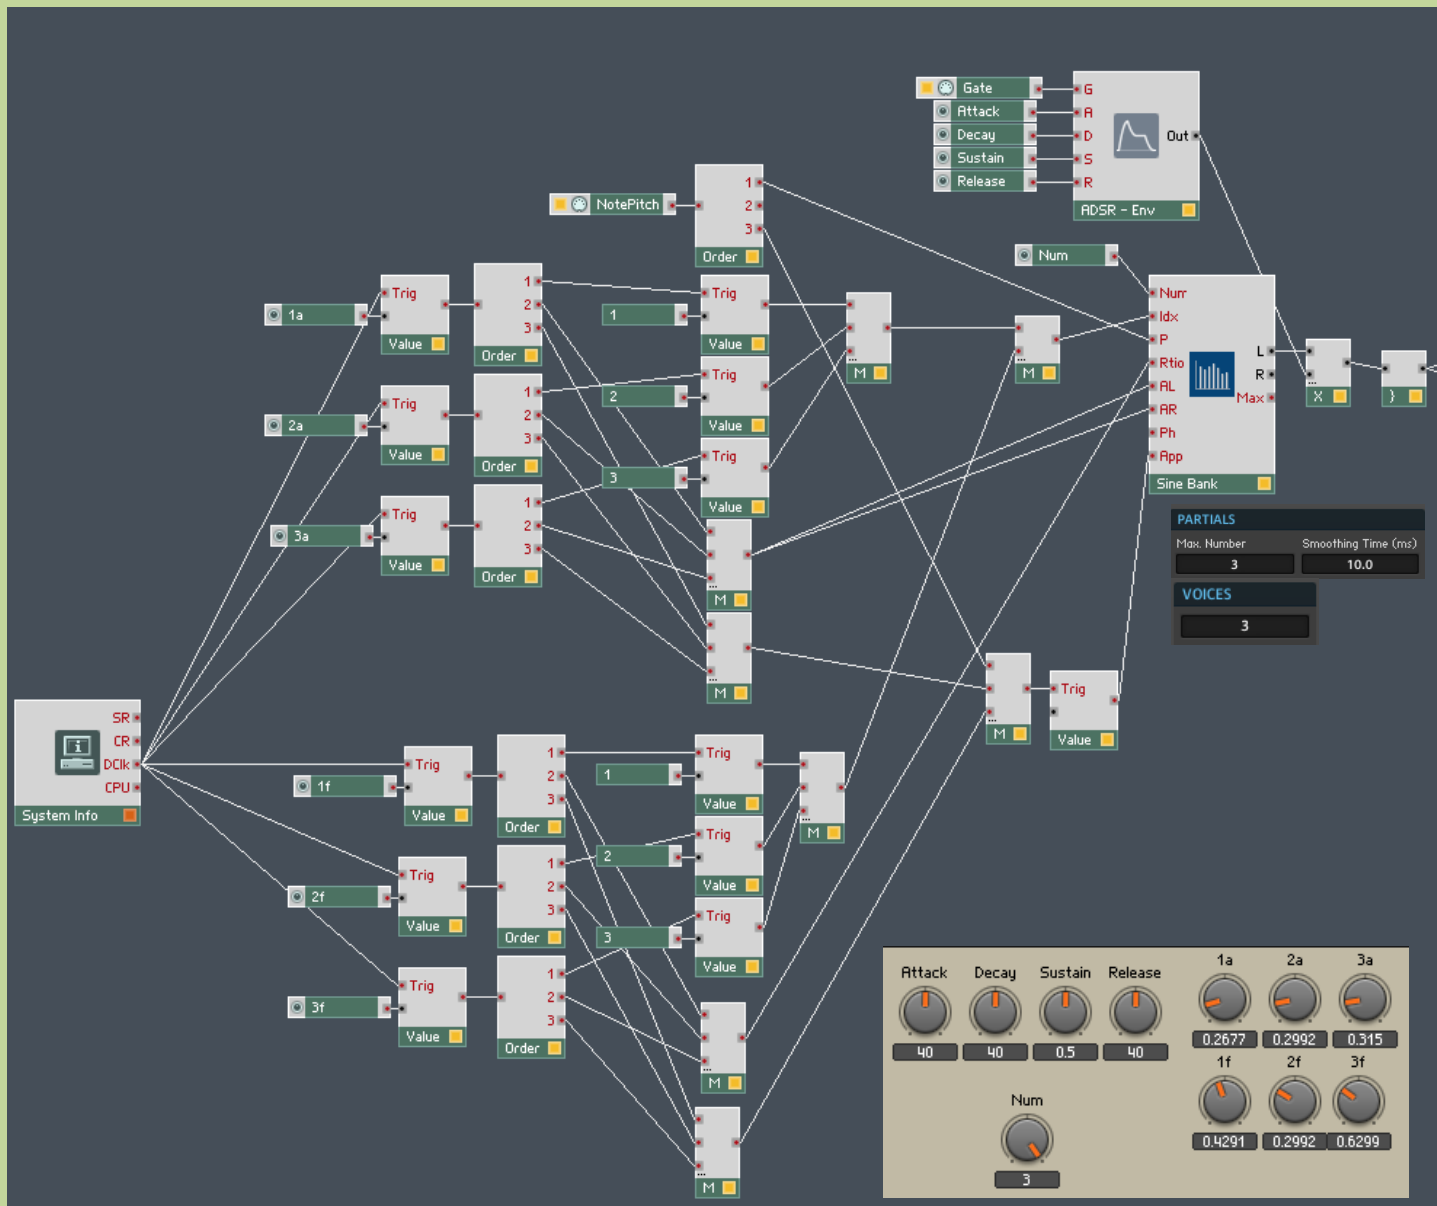 Gate
Attack
Decay
Sustain
Release
G
A
D
S
R
Out
ADSR - Env
NotePitch
1
2
3
Order
Num
1a
Trig
Value
1
2
3
Order
1
Trig
Value
M
M
2a
Trig
Value
1
2
3
Order
2
Trig
Value
3a
Trig
Value
1
2
3
Order
3
Trig
Value
M
M
Num
Idx
P
Rtio
AL
AR
Ph
App
L
R
Max
Sine Bank
X
}
PARTIALS
Max. Number Smoothing Time (ms)
3 10.0
VOICES
3
M
Trig
Value
SR
CR
DClk
CPU
System Info
1f
Trig
Value
1
2
3
Order
1
Trig
Value
M
2f
Trig
Value
1
2
3
Order
2
Trig
Value
3f
Trig
Value
1
2
3
Order
3
Trig
Value
M
M
Attack Decay Sustain Release
40 40 0.5 40
Num
3
1a 2a 3a
0.2677 0.2992 0.315
1f 2f 3f
0.4291 0.2992 0.6299